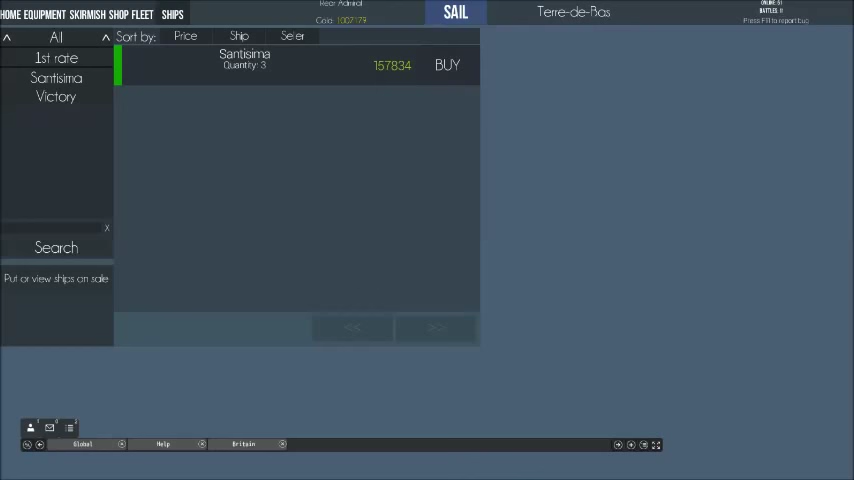 HOME EQUIPMENT SKIRMISH SHOP FLEET SHIPS
Rear Admiral
Gold: 1002179
SAIL
Terre-de-Bas
ONLINE: 61
BATTLES: 11
Press F11 to report bug
All
Sort by: Price Ship Seller
1st rate
Santisima
Victory
Santisima
Quantity: 3
157834
BUY
X
Search
Put or view ships on sale
<< >>
Global Help Britain